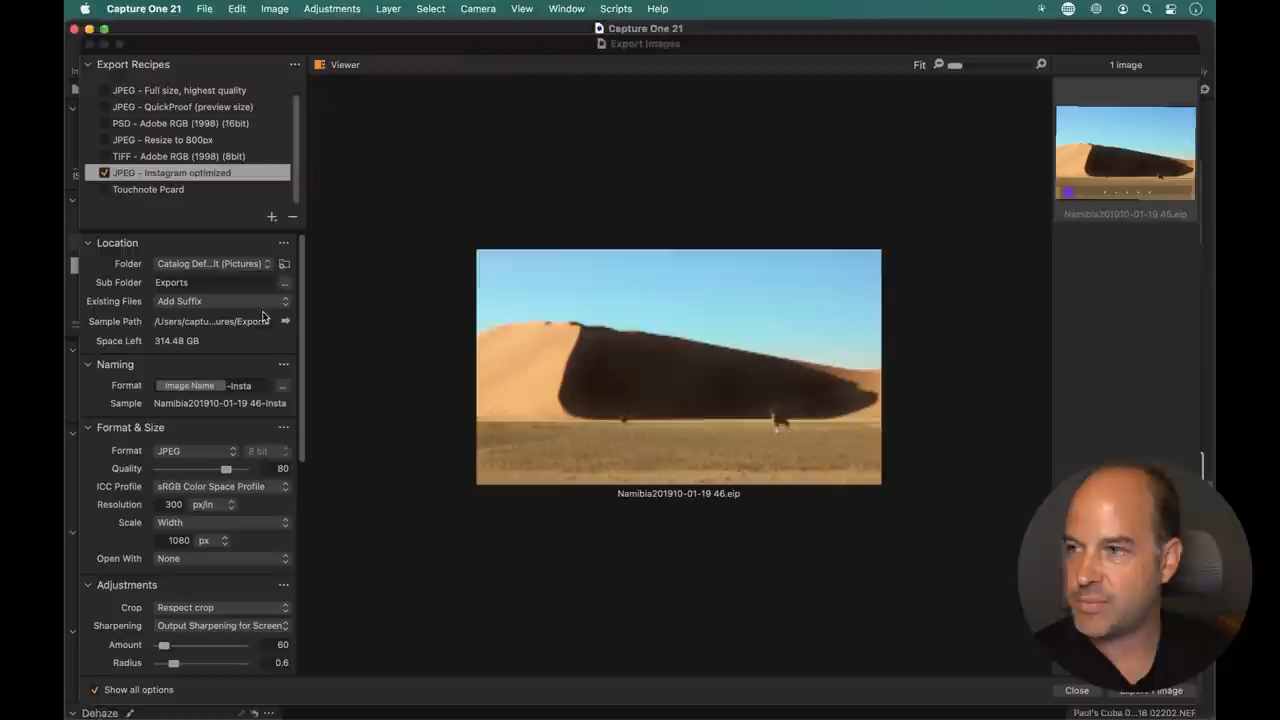 Capture One 21 File Edit Image Adjustments Layer Select Camera View Window Scripts Help
Capture One 21
Export Images
Export Recipes
Viewer
Fit
1 image
JPEG - Full size, highest quality
JPEG - QuickProof (preview size)
PSD - Adobe RGB (1998) (16bit)
JPEG - Resize to 800px
TIFF - Adobe RGB (1998) (8bit)
JPEG - Instagram optimized
Touchnote Pcard
Namibia201910-01-19 46.eip
Location
Folder Catalog Def...lt (Pictures)
Sub Folder Exports
Existing Files Add Suffix
Sample Path /Users/captu...ures/Exports
Space Left 314.48 GB
Naming
Format Image Name -Insta
Sample Namibia201910-01-19 46-Insta
Format & Size
Format JPEG 8 bit
Quality 80
ICC Profile sRGB Color Space Profile
Resolution 300 px/in
Scale Width
1080 px
Open With None
Namibia201910-01-19 46.eip
Adjustments
Crop Respect crop
Sharpening Output Sharpening for Screen
Amount 60
Radius 0.6
Show all options
Close
Export 1 Image
Dehaze
Paul's Cuba 0...16 02202.NEF